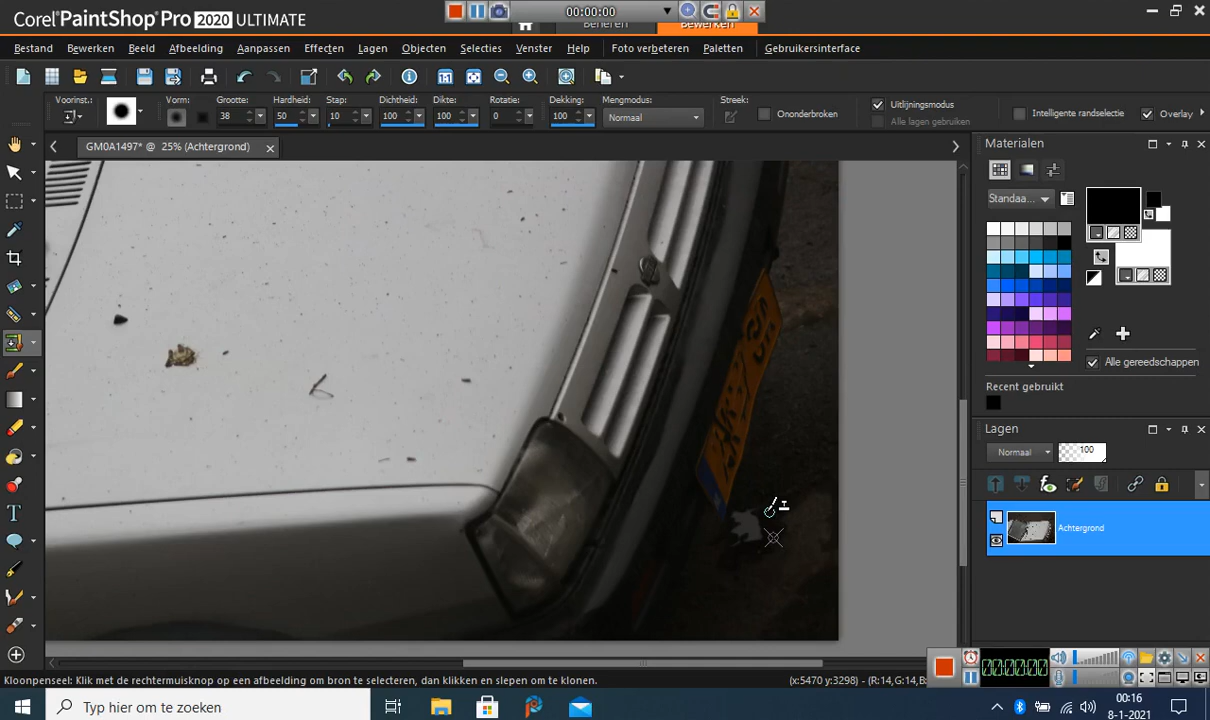 Corel® PaintShop® Pro 2020 ULTIMATE
00:00:00
Beheren
Bewerken
Bestand Bewerken Beeld Afbeelding Aanpassen Effecten Lagen Objecten Selecties Venster Help Foto verbeteren Paletten Gebruikersinterface
Voorinst.: Vorm: Grootte: Hardheid: Stap: Dichtheid: Dikte: Rotatie: Dekking: Mengmodus: Streek: Uitlijningsmodus Intelligente randselectie Overlay
38 50 10 100 100 0 100 Normaal Ononderbroken Alle lagen gebruiken
GM0A1497* @ 25% (Achtergrond)
Materialen
Standaa...
Alle gereedschappen
Recent gebruikt
Lagen
Normaal 100
Achtergrond
Kloonpenseel: Klik met de rechtermuisknop op een afbeelding om bron te selecteren, dan klikken en slepen om te klonen.
(x:5470 y:3298) - (R:14,G:14,B:
00:00:00
Typ hier om te zoeken
00:16
8-1-2021